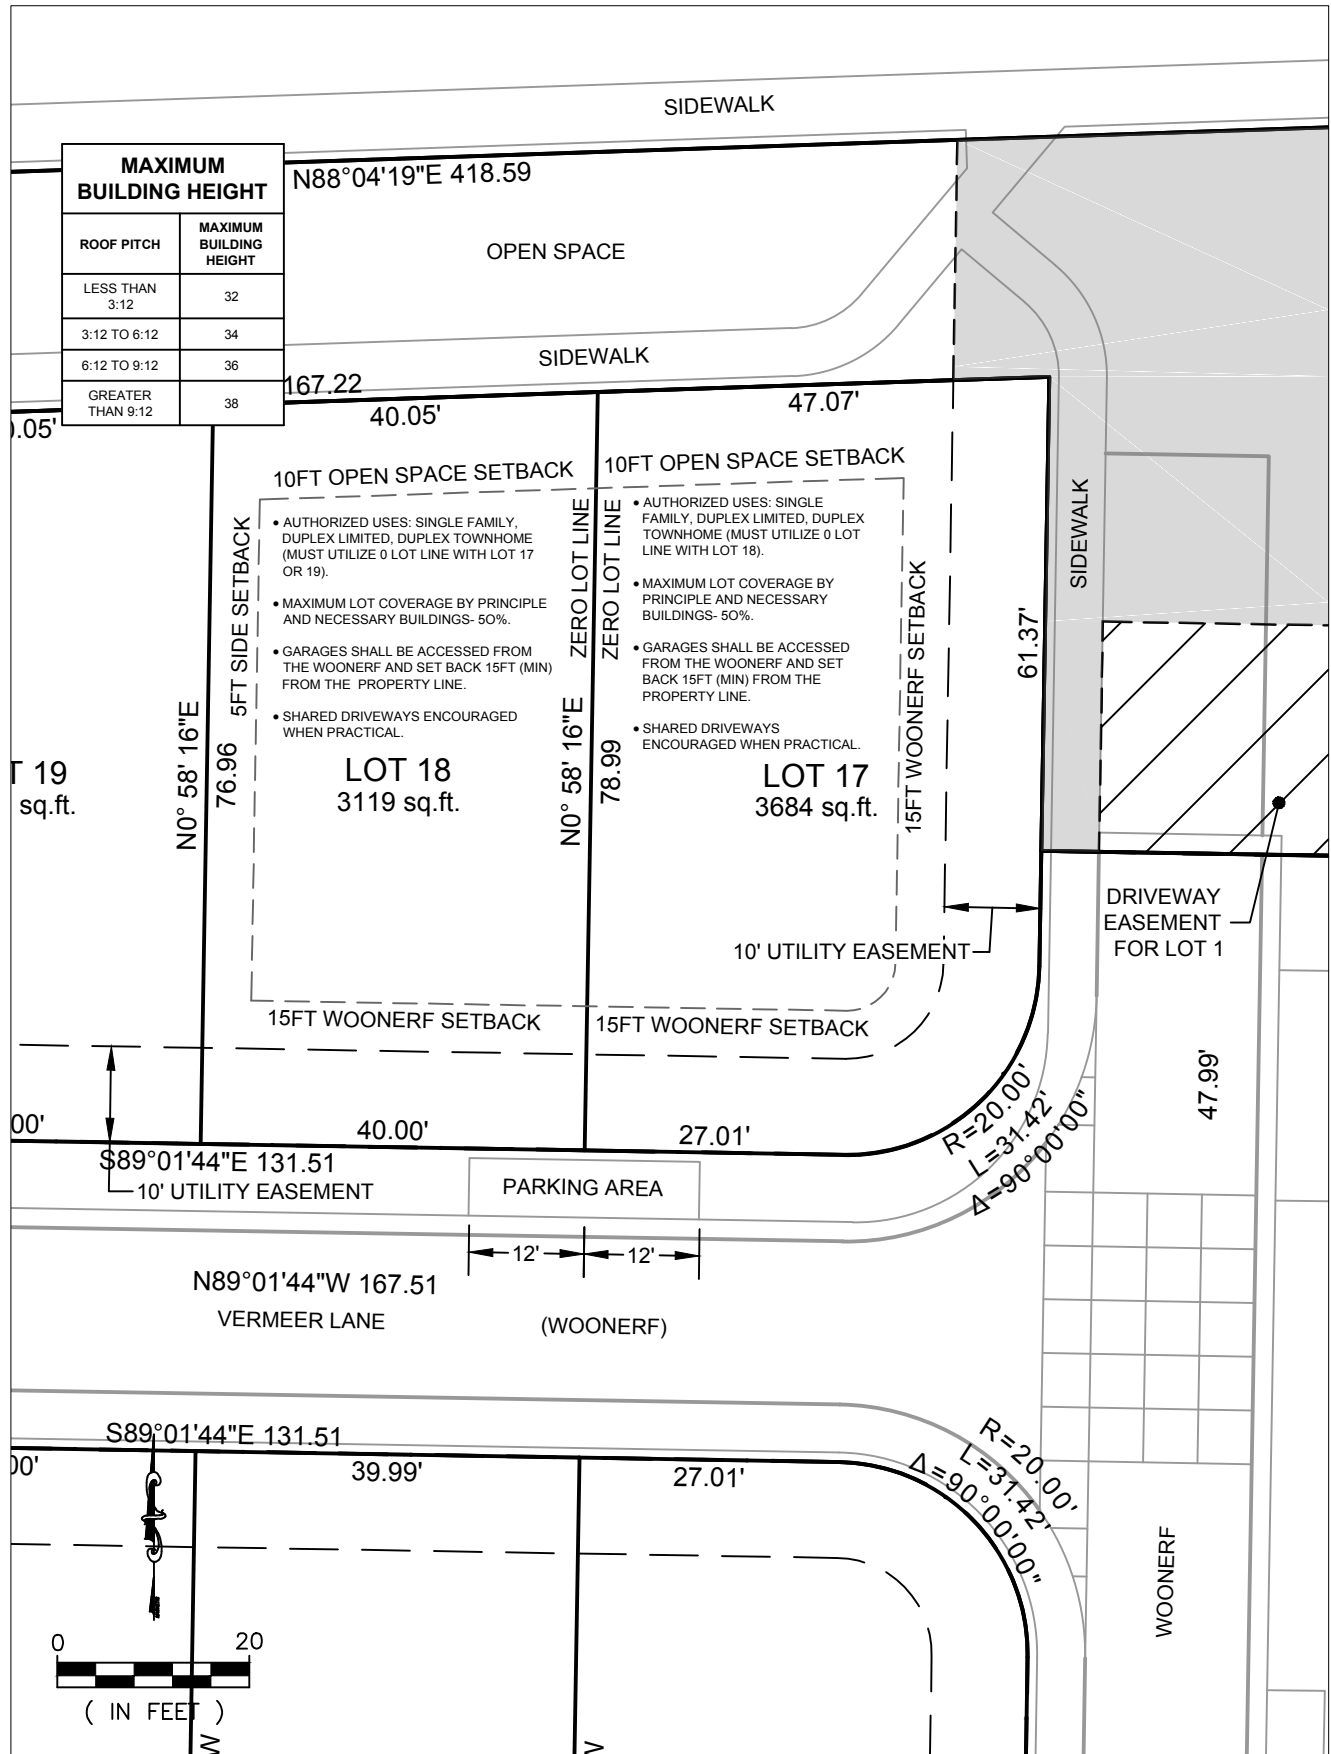 SIDEWALK
MAXIMUM
BUILDING HEIGHT
ROOF PITCH
MAXIMUM
BUILDING
HEIGHT
LESS THAN
3:12
32
3:12 TO 6:12
34
6:12 TO 9:12
36
GREATER
THAN 9:12
38
N88°04'19"E 418.59
OPEN SPACE
SIDEWALK
167.22
.05'
40.05'
47.07'
10FT OPEN SPACE SETBACK
10FT OPEN SPACE SETBACK
5FT SIDE SETBACK
• AUTHORIZED USES: SINGLE FAMILY,
DUPLEX LIMITED, DUPLEX TOWNHOME
(MUST UTILIZE 0 LOT LINE WITH LOT 17
OR 19).
• MAXIMUM LOT COVERAGE BY PRINCIPLE
AND NECESSARY BUILDINGS- 50%.
• GARAGES SHALL BE ACCESSED FROM
THE WOONERF AND SET BACK 15FT (MIN)
FROM THE PROPERTY LINE.
• SHARED DRIVEWAYS ENCOURAGED
WHEN PRACTICAL.
ZERO LOT LINE
ZERO LOT LINE
• AUTHORIZED USES: SINGLE
FAMILY, DUPLEX LIMITED, DUPLEX
TOWNHOME (MUST UTILIZE 0 LOT
LINE WITH LOT 18).
• MAXIMUM LOT COVERAGE BY
PRINCIPLE AND NECESSARY
BUILDINGS- 50%.
• GARAGES SHALL BE ACCESSED
FROM THE WOONERF AND SET
BACK 15FT (MIN) FROM THE
PROPERTY LINE.
• SHARED DRIVEWAYS
ENCOURAGED WHEN PRACTICAL.
15FT WOONERF SETBACK
61.37'
SIDEWALK
T 19
sq.ft.
N0° 58' 16"E
76.96
LOT 18
3119 sq.ft.
N0° 58' 16"E
78.99
LOT 17
3684 sq.ft.
DRIVEWAY
EASEMENT
FOR LOT 1
10' UTILITY EASEMENT
15FT WOONERF SETBACK
15FT WOONERF SETBACK
00'
40.00'
27.01'
R=20.00'
L=31.42'
Δ=90°00'00"
47.99'
S89°01'44"E 131.51
10' UTILITY EASEMENT
PARKING AREA
12'
12'
N89°01'44"W 167.51
VERMEER LANE
(WOONERF)
S89°01'44"E 131.51
00'
39.99'
27.01'
R=20.00'
L=31.42'
Δ=90°00'00"
WOONERF
0
20
( IN FEET )
W
W